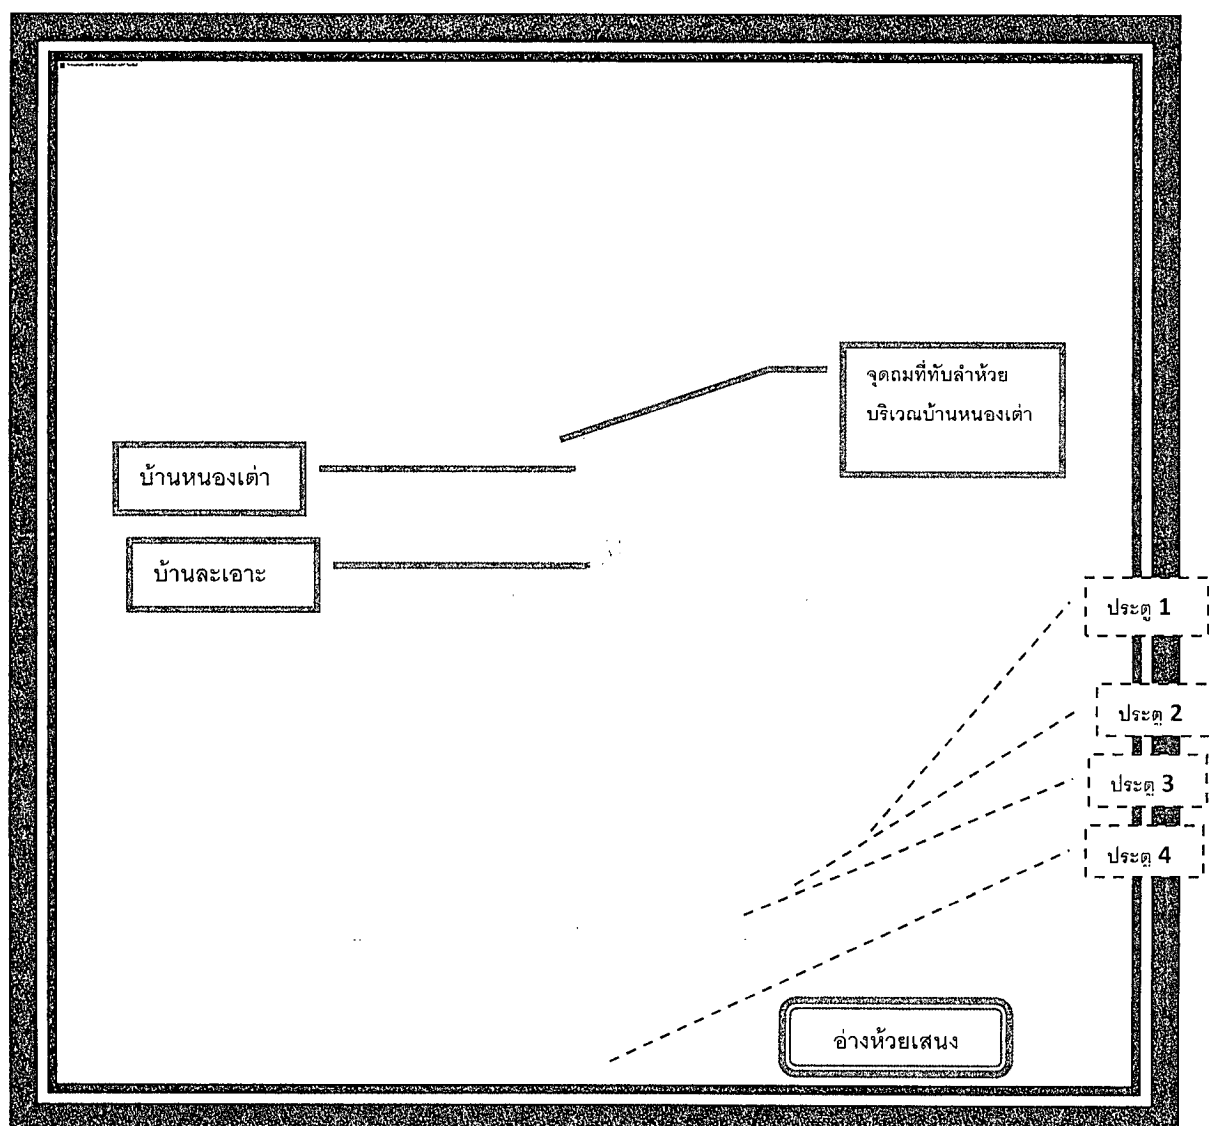 จุดถมที่ทับลำห้วย
บริเวณบ้านหนองเต่า
บ้านหนองเต่า
บ้านละเอาะ
ประตู 1
ประตู 2
ประตู 3
ประตู 4
อ่างห้วยเสนง